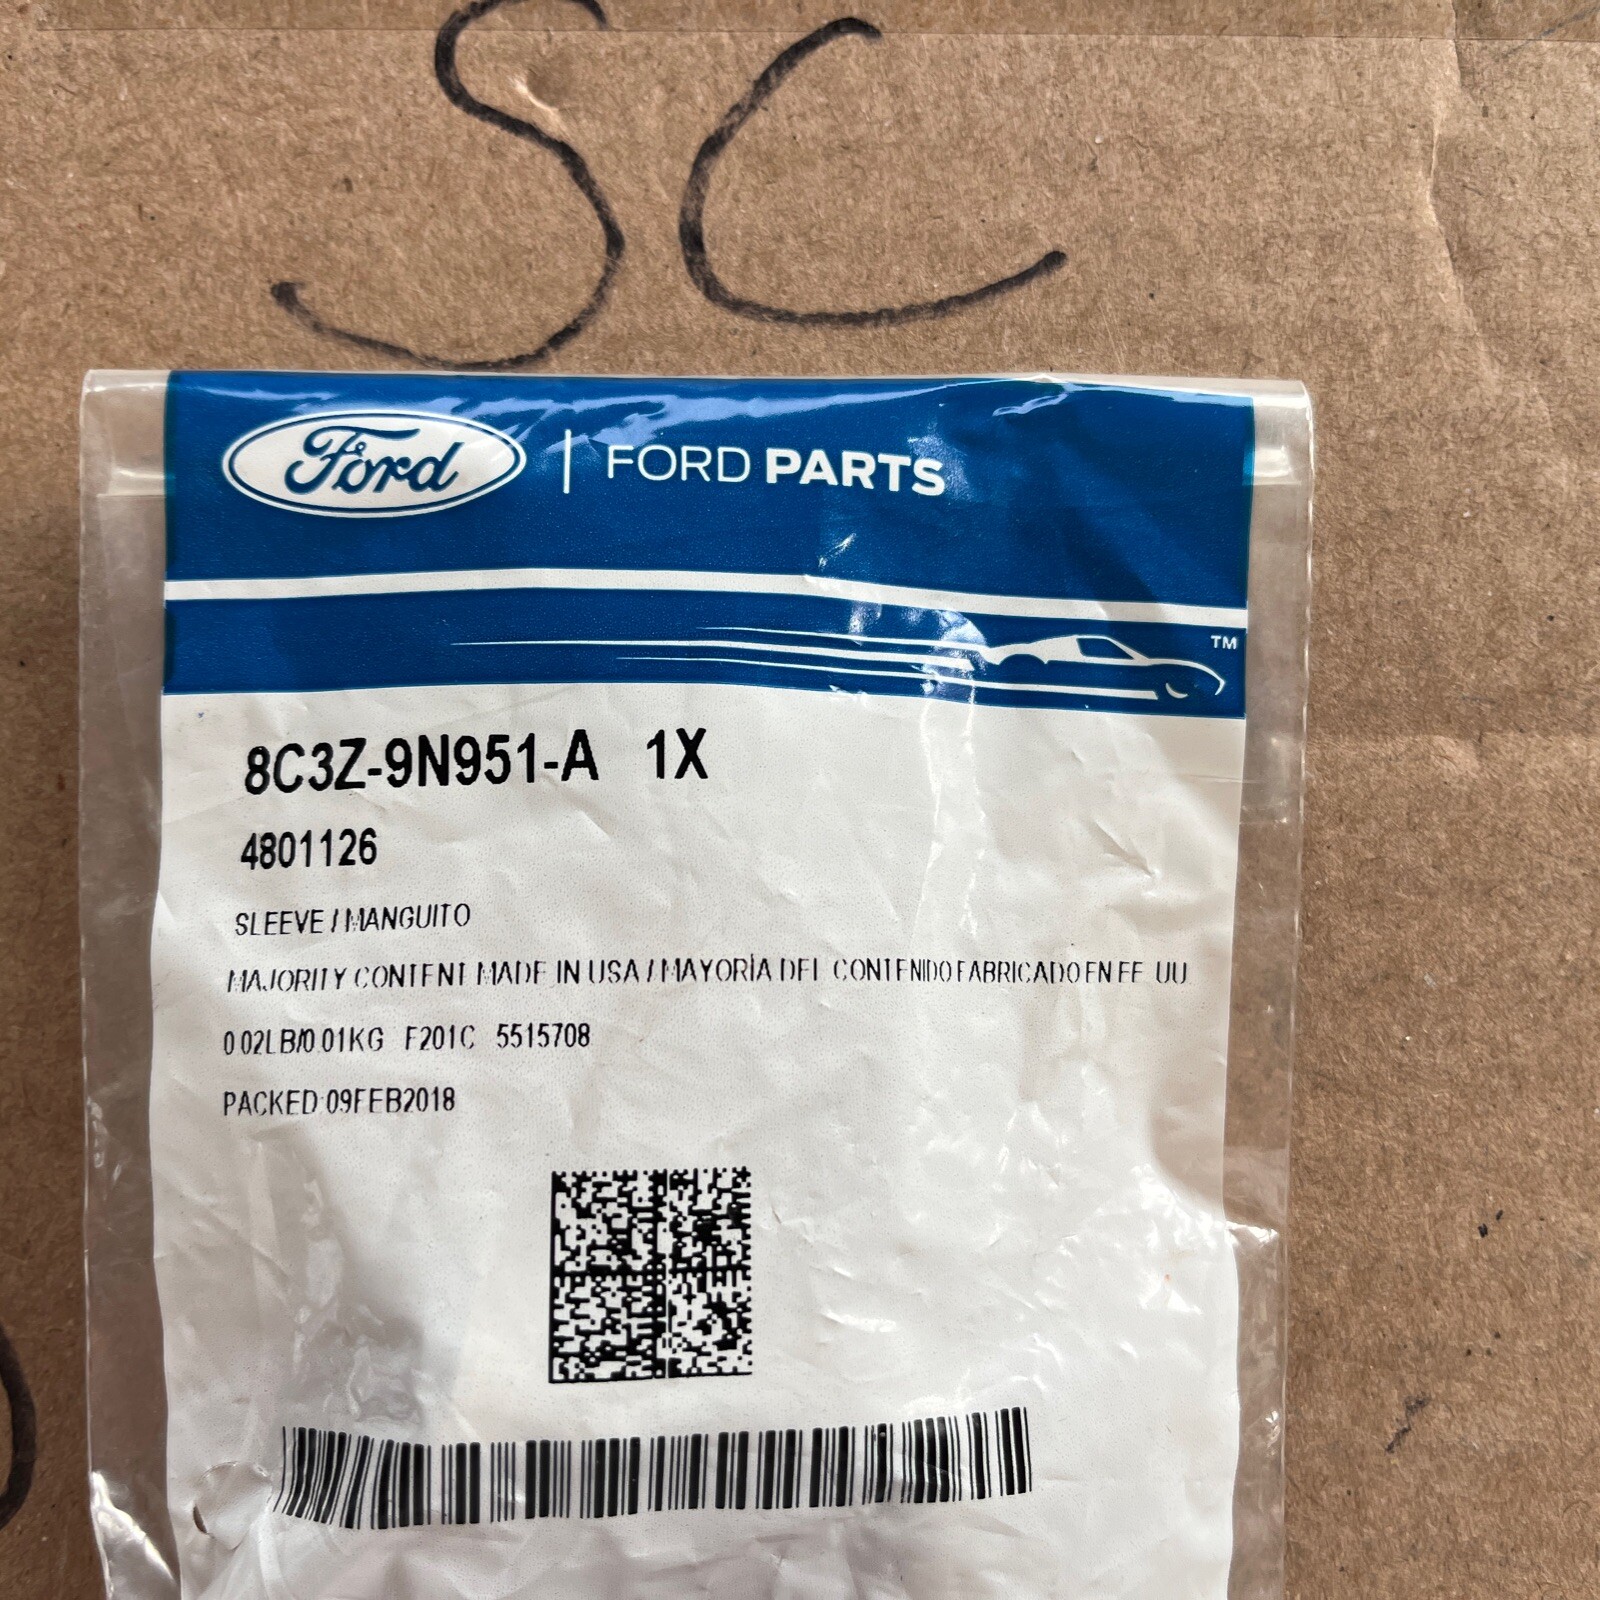 SC
Ford | FORD PARTS
TM
8C3Z-9N951-A 1X
4801126
SLEEVE / MANGUITO
MAJORITY CONTENT MADE IN USA / MAYORÍA DEL CONTENIDO FABRICADO EN EE UU
0.02LB/0.01KG F201C 5515708
PACKED:09FEB2018